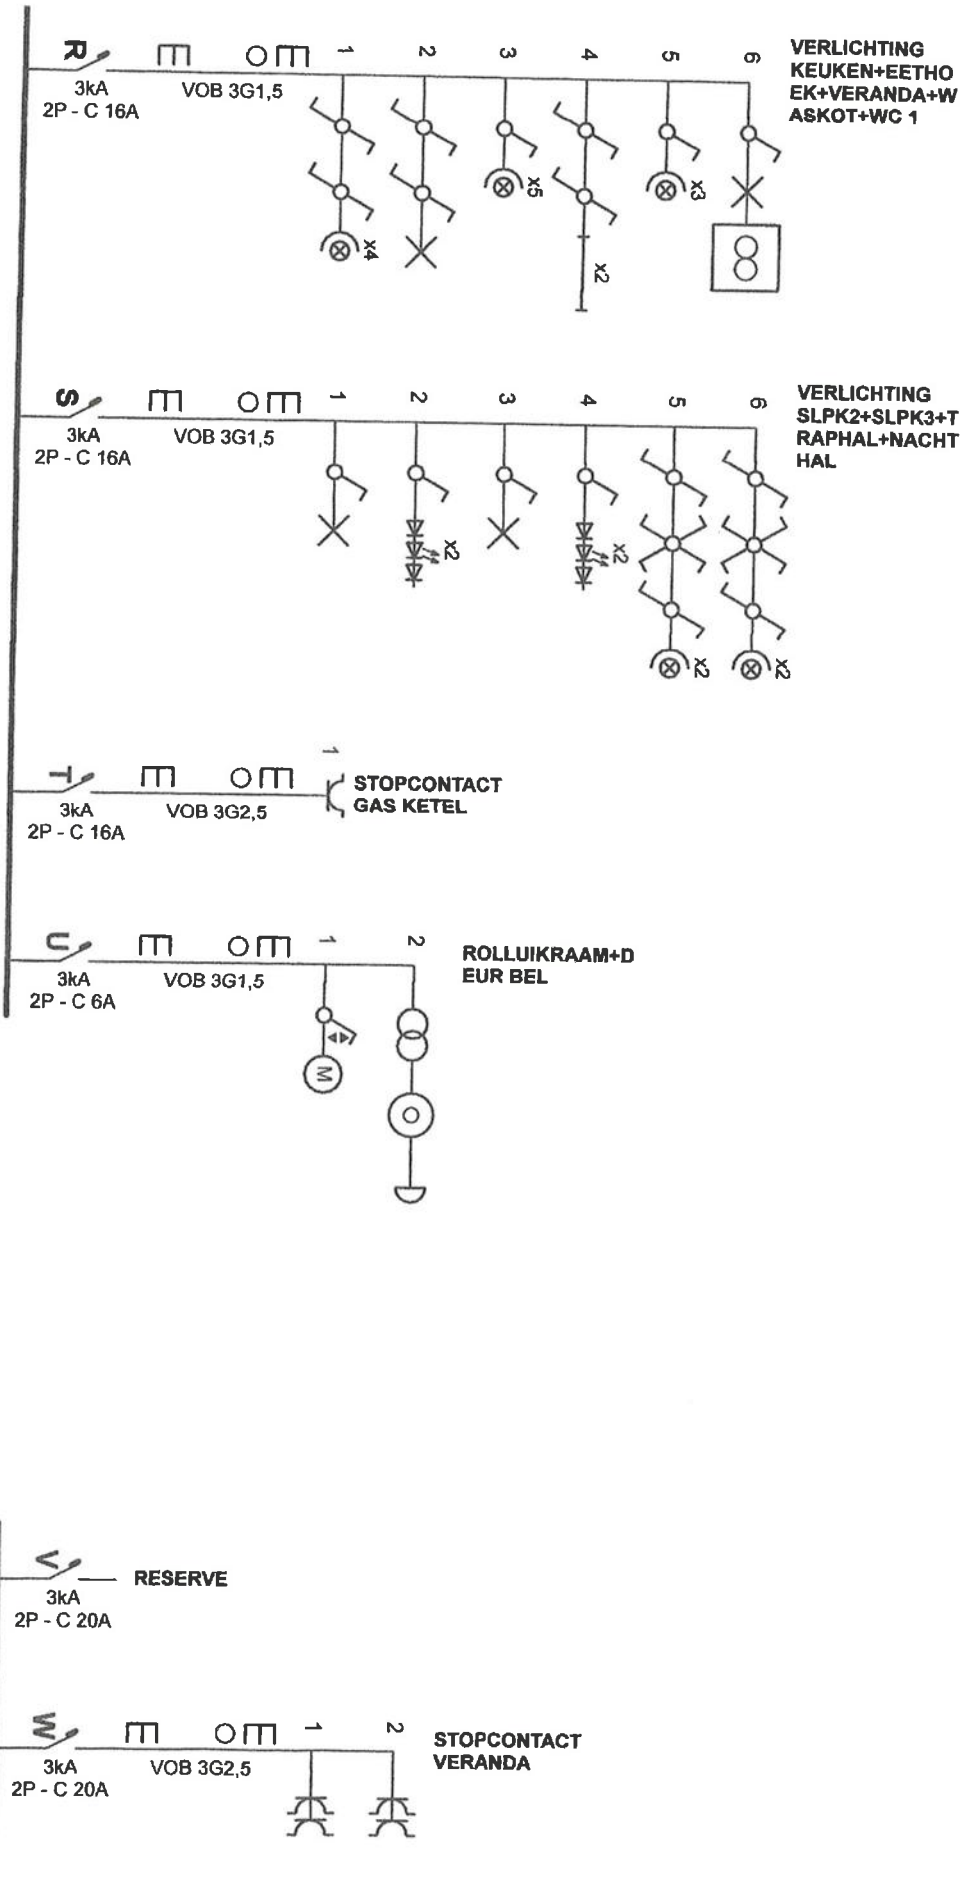 R
3kA
2P - C 16A
VOB 3G1,5
1
2
3
4
5
6
VERLICHTING
KEUKEN+EETHO
EK+VERANDA+W
ASKOT+WC 1
x4
x5
x2
x3
S
3kA
2P - C 16A
VOB 3G1,5
1
2
3
4
5
6
VERLICHTING
SLPK2+SLPK3+T
RAPHAL+NACHT
HAL
x2
x2
x2
x2
T
3kA
2P - C 16A
VOB 3G2,5
1
STOPCONTACT
GAS KETEL
U
3kA
2P - C 6A
VOB 3G1,5
1
2
ROLLUIKRAAM+D
EUR BEL
M
V
3kA
2P - C 20A
RESERVE
W
3kA
2P - C 20A
VOB 3G2,5
1
2
STOPCONTACT
VERANDA